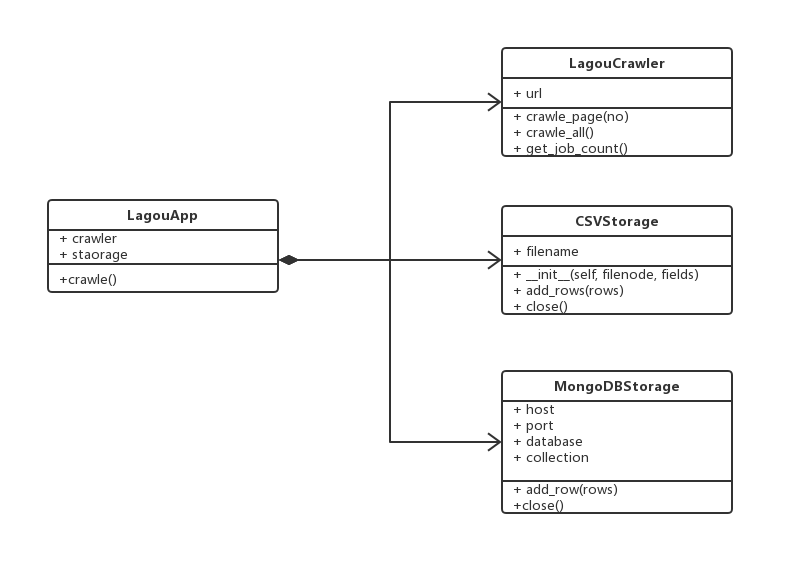 LagouCrawler
+ url
+ crawle_page(no)
+ crawle_all()
+ get_job_count()
LagouApp
+ crawler
+ staorage
+crawle()
CSVStorage
+ filename
+ __init__(self, filenode, fields)
+ add_rows(rows)
+ close()
MongoDBStorage
+ host
+ port
+ database
+ collection
+ add_row(rows)
+close()